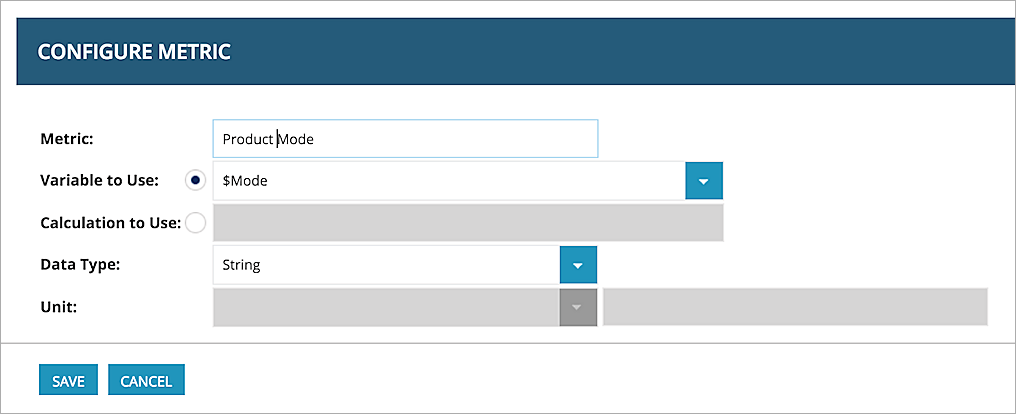 CONFIGURE METRIC
Metric: Product Mode
Variable to Use: $Mode
Calculation to Use:
Data Type: String
Unit:
SAVE CANCEL